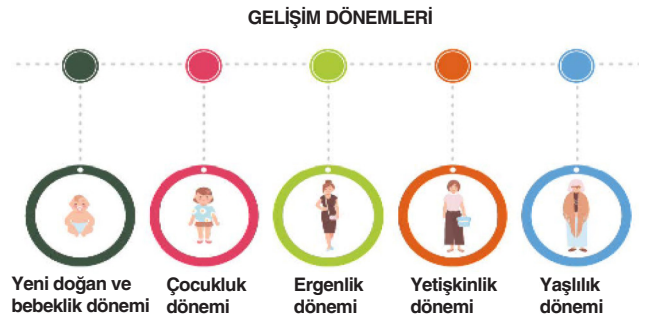 GELİŞİM DÖNEMLERİ
Yeni doğan ve
bebeklik dönemi
Çocukluk
dönemi
Ergenlik
dönemi
Yetişkinlik
dönemi
Yaşlılık
dönemi